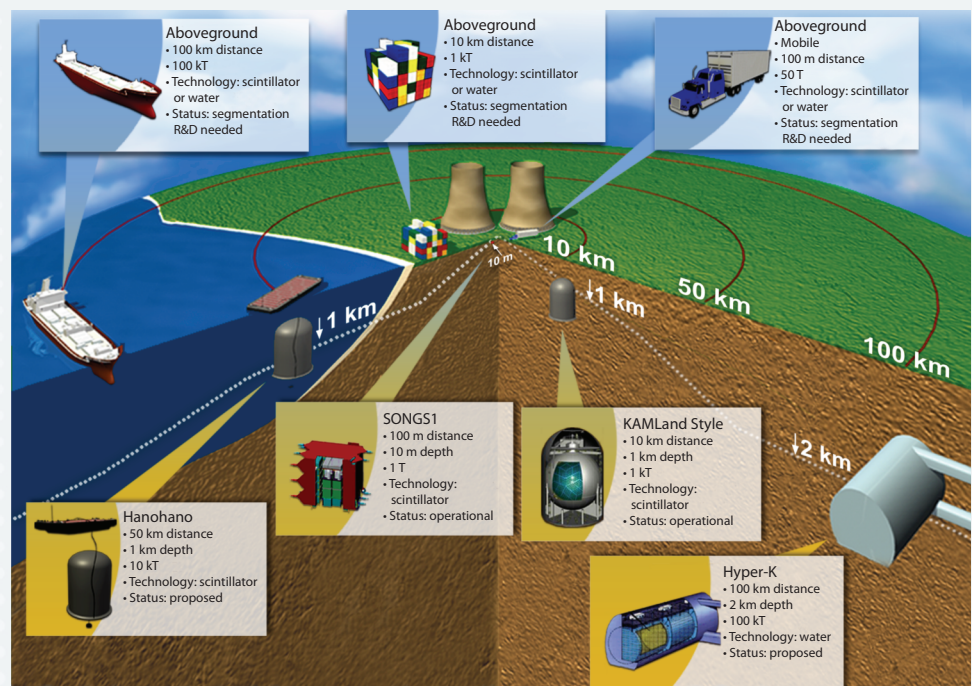 Aboveground
• 100 km distance
• 100 kT
• Technology: scintillator
or water
• Status: segmentation
R&D needed
Aboveground
• 10 km distance
• 1 kT
• Technology: scintillator
or water
• Status: segmentation
R&D needed
Aboveground
• Mobile
• 100 m distance
• 50 T
• Technology: scintillator
or water
• Status: segmentation
R&D needed
10 m
10 km
50 km
100 km
↓1 km
↓1 km
↓2 km
SONGS1
• 100 m distance
• 10 m depth
• 1 T
• Technology:
scintillator
• Status: operational
KAMLand Style
• 10 km distance
• 1 km depth
• 1 kT
• Technology:
scintillator
• Status: operational
Hanohano
• 50 km distance
• 1 km depth
• 10 kT
• Technology: scintillator
• Status: proposed
Hyper-K
• 100 km distance
• 2 km depth
• 100 kT
• Technology: water
• Status: proposed